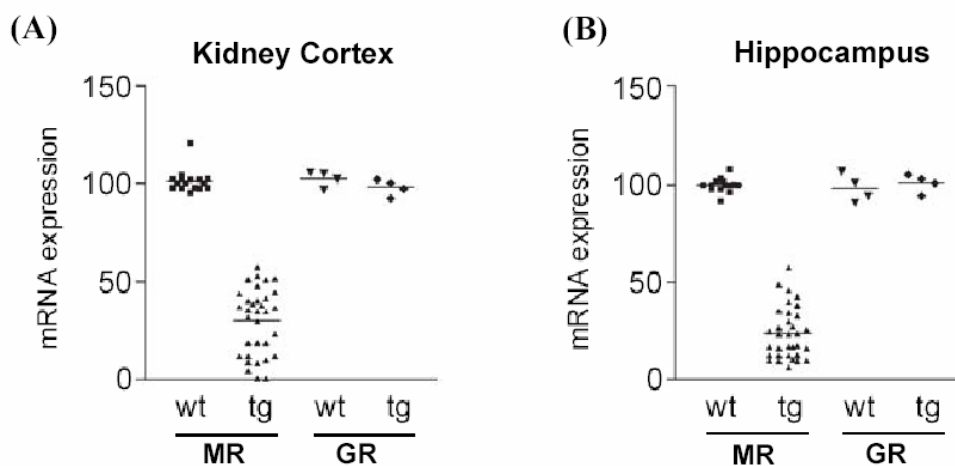 (A)
Kidney Cortex
mRNA expression
150
100
50
0
wt tg wt tg
MR GR
(B)
Hippocampus
mRNA expression
150
100
50
0
wt tg wt tg
MR GR